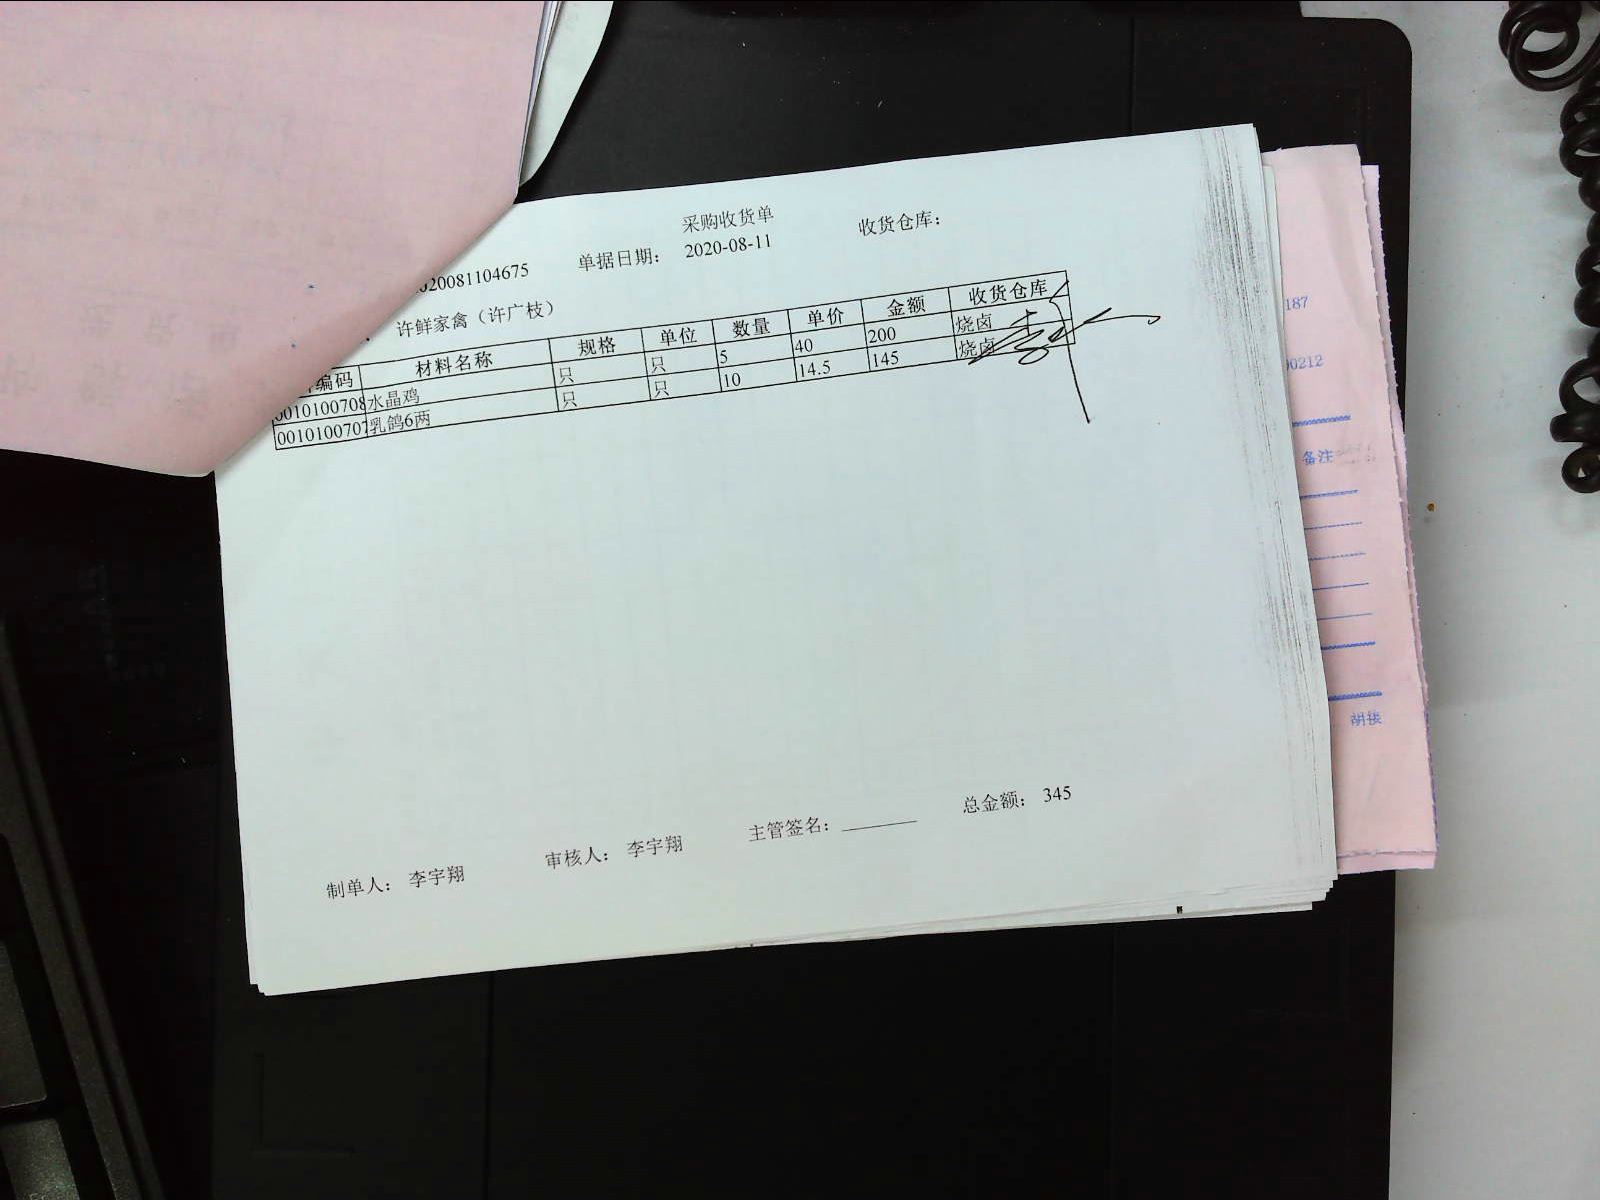 采购收货单
020081104675 单据日期： 2020-08-11 收货仓库：
许鲜家禽（许广枝）
编码 材料名称 规格 单位 数量 单价 金额 收货仓库
0010100708 水晶鸡 只 只 5 40 200 烧卤
0010100707 乳鸽6两 只 只 10 14.5 145 烧卤
制单人： 李宇翔 审核人： 李宇翔 主管签名： 总金额： 345
187
00212
备注